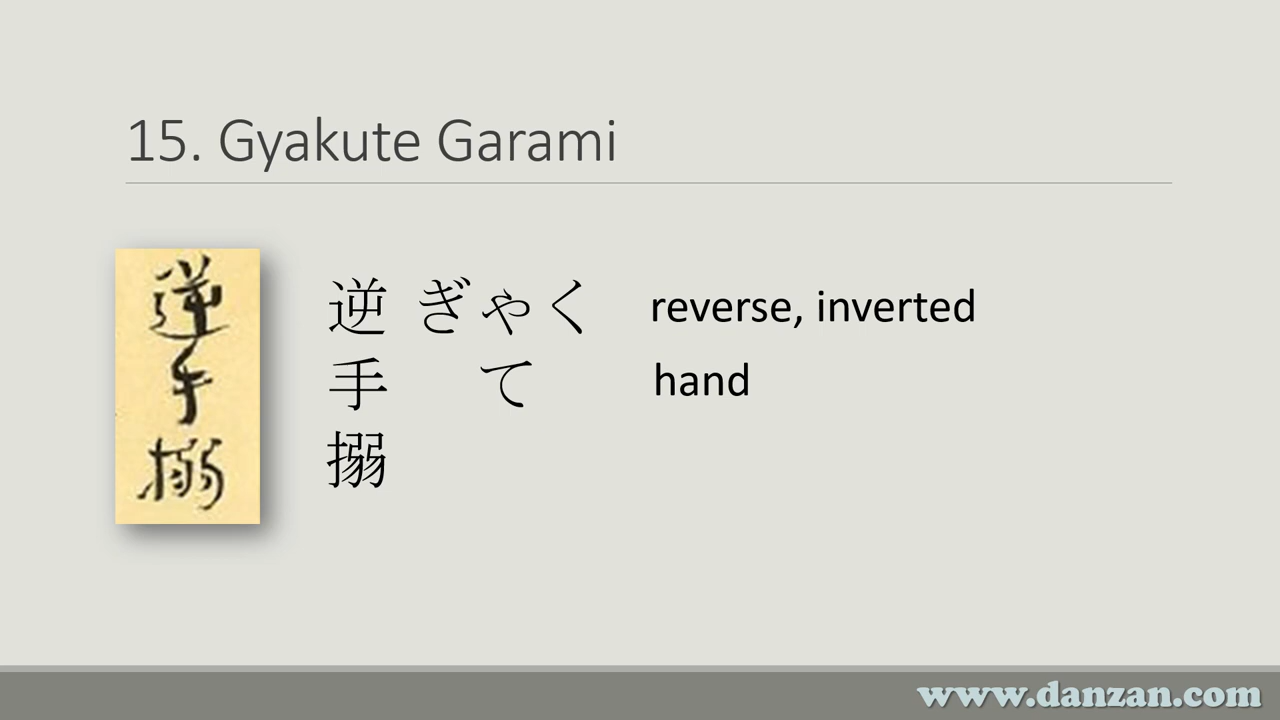 15. Gyakute Garami
逆手搦
逆 ぎゃく reverse, inverted
手 て hand
搦
www.danzan.com